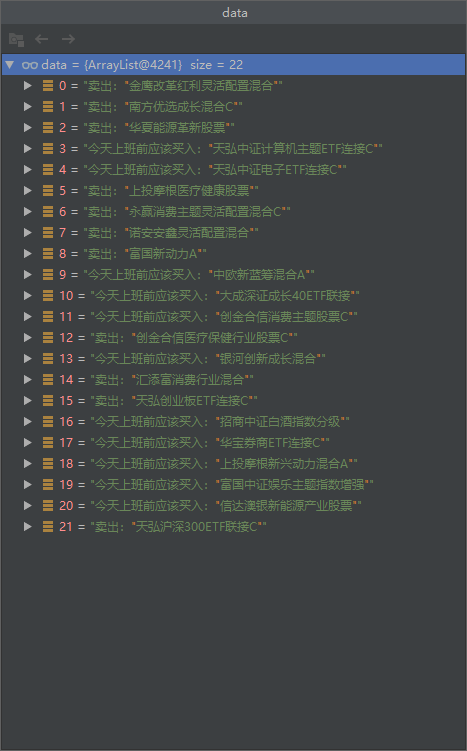 data
data = {ArrayList@4241} size = 22
0 = "卖出："金鹰改革红利灵活配置混合""
1 = "卖出："南方优选成长混合C""
2 = "卖出："华夏能源革新股票""
3 = "今天上班前应该买入："天弘中证计算机主题ETF连接C""
4 = "今天上班前应该买入："天弘中证电子ETF连接C""
5 = "卖出："上投摩根医疗健康股票""
6 = "卖出："永赢消费主题灵活配置混合C""
7 = "卖出："诺安安鑫灵活配置混合""
8 = "卖出："富国新动力A""
9 = "今天上班前应该买入："中欧新蓝筹混合A""
10 = "今天上班前应该买入："大成深证成长40ETF联接""
11 = "今天上班前应该买入："创金合信消费主题股票C""
12 = "卖出："创金合信医疗保健行业股票C""
13 = "今天上班前应该买入："银河创新成长混合""
14 = "卖出："汇添富消费行业混合""
15 = "卖出："天弘创业板ETF连接C""
16 = "今天上班前应该买入："招商中证白酒指数分级""
17 = "今天上班前应该买入："华宝券商ETF连接C""
18 = "今天上班前应该买入："上投摩根新兴动力混合A""
19 = "今天上班前应该买入："富国中证娱乐主题指数增强""
20 = "今天上班前应该买入："信达澳银新能源产业股票""
21 = "卖出："天弘沪深300ETF联接C""